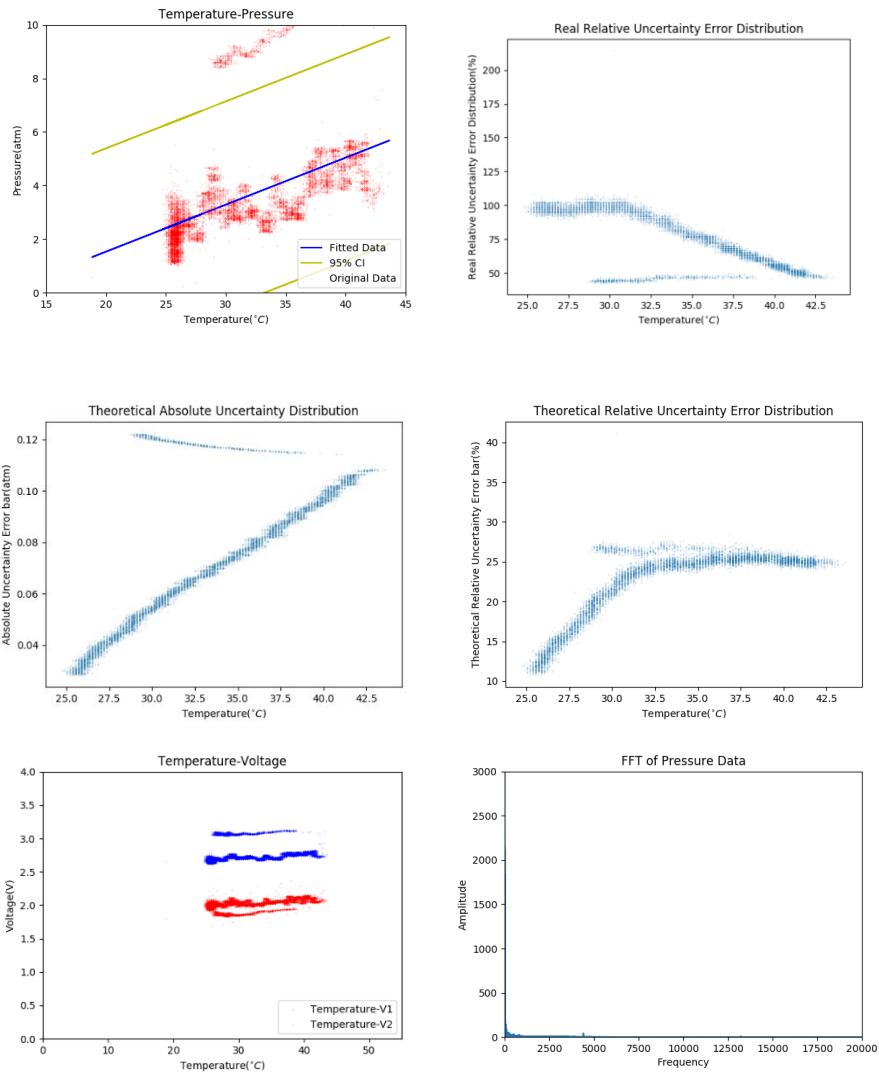 Temperature-Pressure
Pressure(atm)
10
8
6
4
2
0
15 20 25 30 35 40 45
Temperature(°C)
Fitted Data
95% CI
Original Data
Real Relative Uncertainty Error Distribution
Real Relative Uncertainty Error Distribution(%)
200
175
150
125
100
75
50
25.0 27.5 30.0 32.5 35.0 37.5 40.0 42.5
Temperature(°C)
Theoretical Absolute Uncertainty Distribution
Absolute Uncertainty Error bar(atm)
0.12
0.10
0.08
0.06
0.04
25.0 27.5 30.0 32.5 35.0 37.5 40.0 42.5
Temperature(°C)
Theoretical Relative Uncertainty Error Distribution
Theoretical Relative Uncertainty Error bar(%)
40
35
30
25
20
15
10
25.0 27.5 30.0 32.5 35.0 37.5 40.0 42.5
Temperature(°C)
Temperature-Voltage
Voltage(V)
4.0
3.5
3.0
2.5
2.0
1.5
1.0
0.5
0.0
0 10 20 30 40 50
Temperature(°C)
Temperature-V1
Temperature-V2
FFT of Pressure Data
Amplitude
3000
2500
2000
1500
1000
500
0
0 2500 5000 7500 10000 12500 15000 17500 20000
Frequency